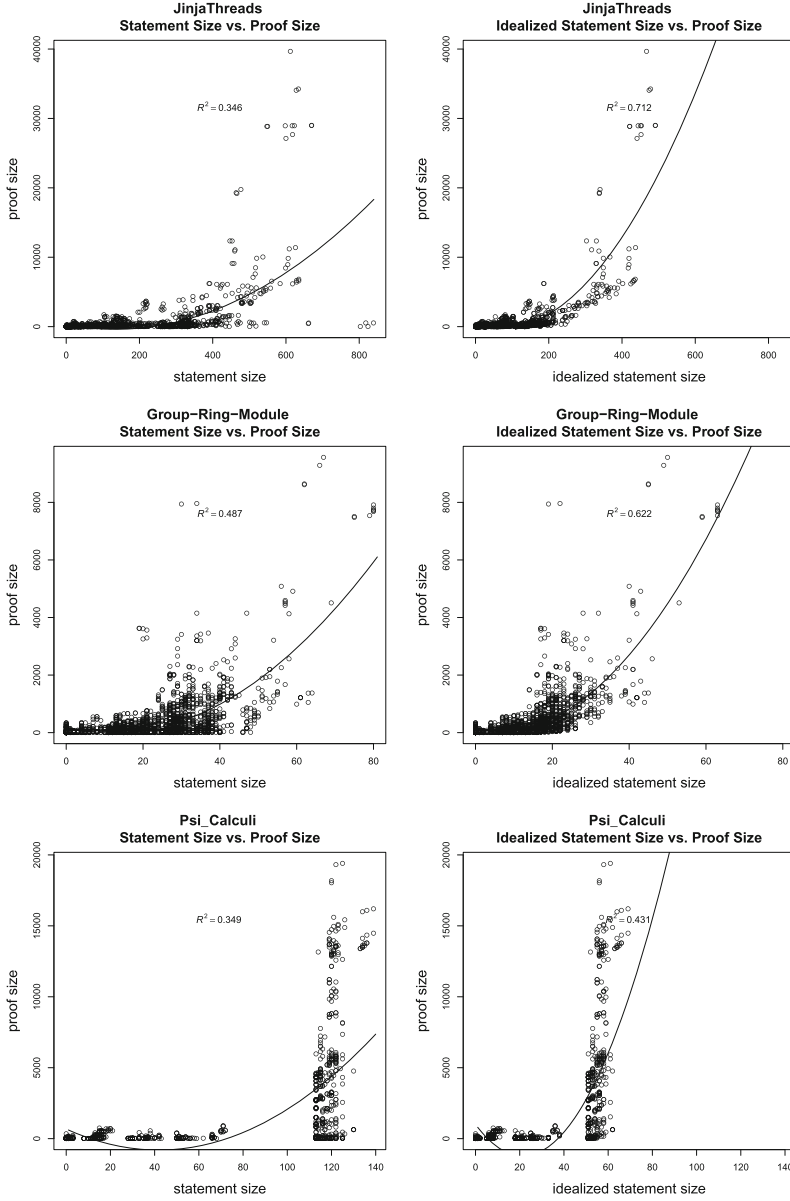 JinjaThreads
Statement Size vs. Proof Size
40000
30000
20000
10000
0
proof size
R² = 0.346
0 200 400 600 800
statement size
JinjaThreads
Idealized Statement Size vs. Proof Size
40000
30000
20000
10000
0
proof size
R² = 0.712
0 200 400 600 800
idealized statement size
Group−Ring−Module
Statement Size vs. Proof Size
8000
6000
4000
2000
0
proof size
R² = 0.487
0 20 40 60 80
statement size
Group−Ring−Module
Idealized Statement Size vs. Proof Size
8000
6000
4000
2000
0
proof size
R² = 0.622
0 20 40 60 80
idealized statement size
Psi_Calculi
Statement Size vs. Proof Size
20000
15000
10000
5000
0
proof size
R² = 0.349
0 20 40 60 80 100 120 140
statement size
Psi_Calculi
Idealized Statement Size vs. Proof Size
20000
15000
10000
5000
0
proof size
R² = 0.431
0 20 40 60 80 100 120 140
idealized statement size